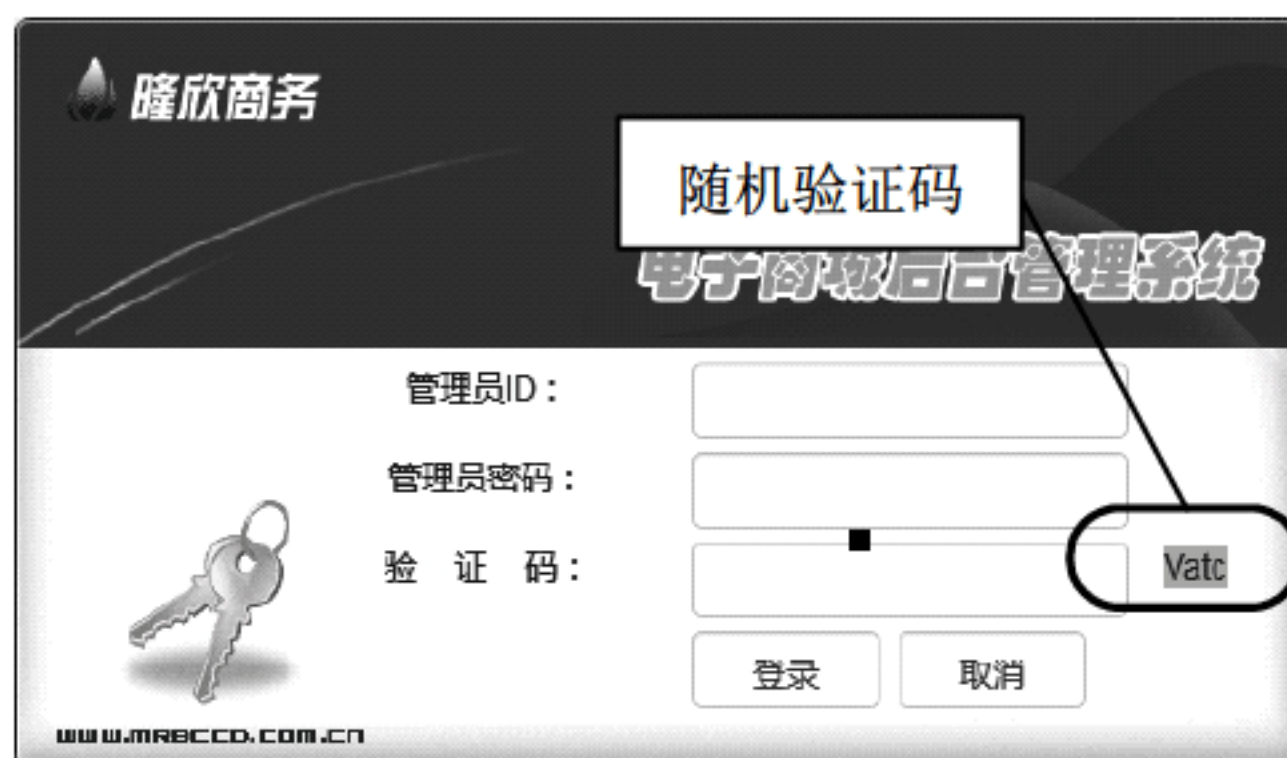 隆欣商务
随机验证码
电子商城后台管理系统
管理员ID：
管理员密码：
验 证 码：
Vatc
登录 取消
www.mrbccd.com.cn